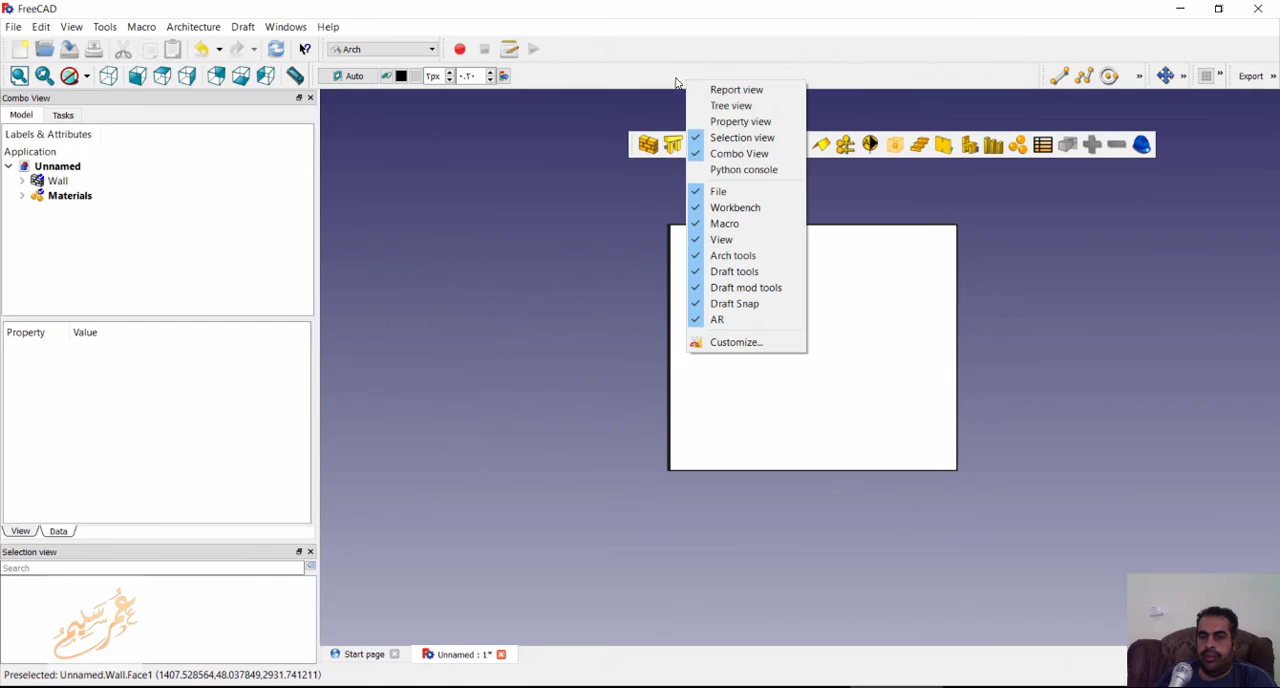 FreeCAD
File Edit View Tools Macro Architecture Draft Windows Help
Arch
Auto 1px Export
Combo View
Model Tasks
Labels & Attributes
Application
Unnamed
Wall
Materials
Report view
Tree view
Property view
Selection view
Combo View
Python console
File
Workbench
Macro
View
Arch tools
Draft tools
Draft mod tools
Draft Snap
AR
Customize...
Property Value
View Data
Selection view
Search
عُمر سَلِيم
Start page Unnamed : 1*
Preselected: Unnamed.Wall.Face1 (1407.528564,48.037849,2931.741211)